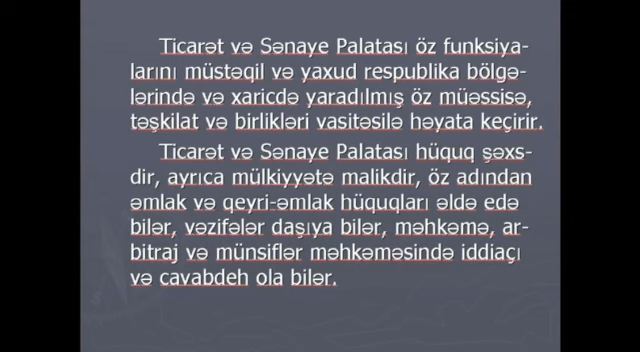 Ticarət və Sənaye Palatası öz funksiya-
larını müstəqil və yaxud respublika bölgə-
lərində və xaricdə yaradılmış öz müəssisə,
təşkilat və birlikləri vasitəsilə həyata keçirir.
Ticarət və Sənaye Palatası hüquq şəxs-
dir, ayrıca mülkiyyətə malikdir, öz adından
əmlak və qeyri-əmlak hüquqları əldə edə
bilər, vəzifələr daşıya bilər, məhkəmə, ar-
bitraj və münsiflər məhkəməsində iddiaçı
və cavabdeh ola bilər.